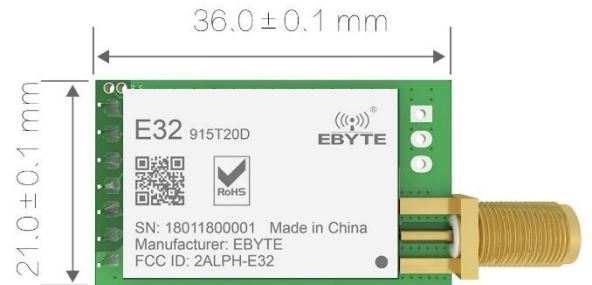 36.0±0.1 mm
21.0±0.1 mm
E32 915T20D
((·))®
EBYTE
RoHS
SN: 18011800001 Made in China
Manufacturer: EBYTE
FCC ID: 2ALPH-E32